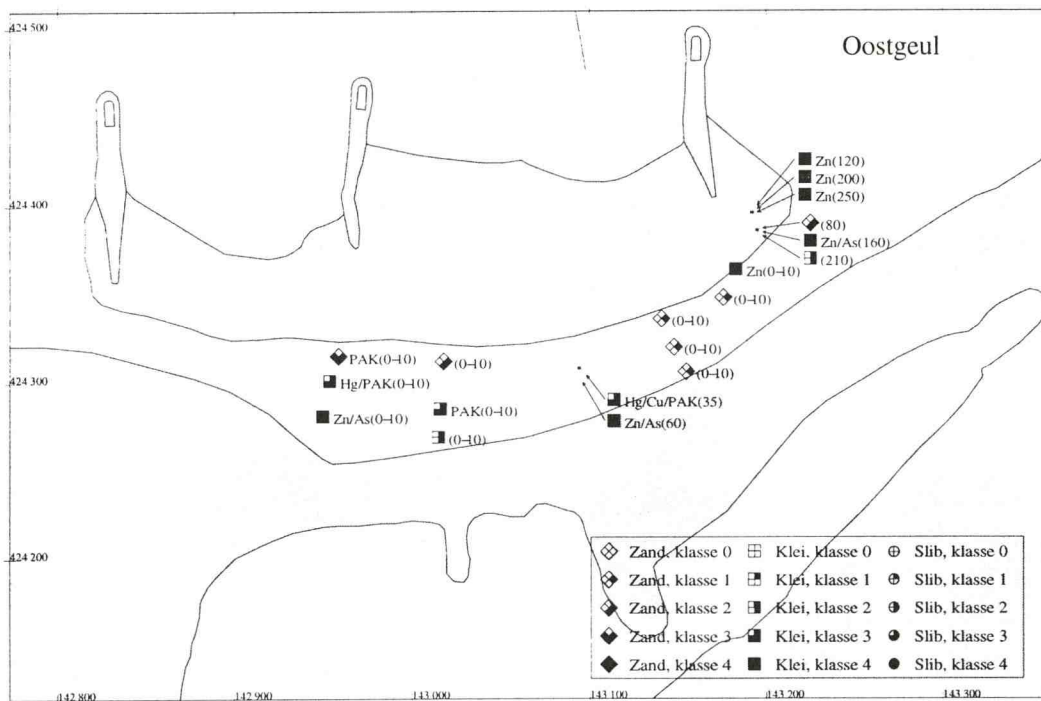 424 500
Oostgeul
Zn(120)
Zn(200)
Zn(250)
424 400
(80)
Zn/As(160)
(210)
Zn(0-10)
(0-10)
(0-10)
(0-10)
PAK(0-10)
(0-10)
(0-10)
424 300
Hg/PAK(0-10)
Hg/Cu/PAK(35)
Zn/As(0-10)
PAK(0-10)
Zn/As(60)
(0-10)
424 200
Zand, klasse 0 Klei, klasse 0 Slib, klasse 0
Zand, klasse 1 Klei, klasse 1 Slib, klasse 1
Zand, klasse 2 Klei, klasse 2 Slib, klasse 2
Zand, klasse 3 Klei, klasse 3 Slib, klasse 3
Zand, klasse 4 Klei, klasse 4 Slib, klasse 4
142 800 142 900 143 000 143 100 143 200 143 300